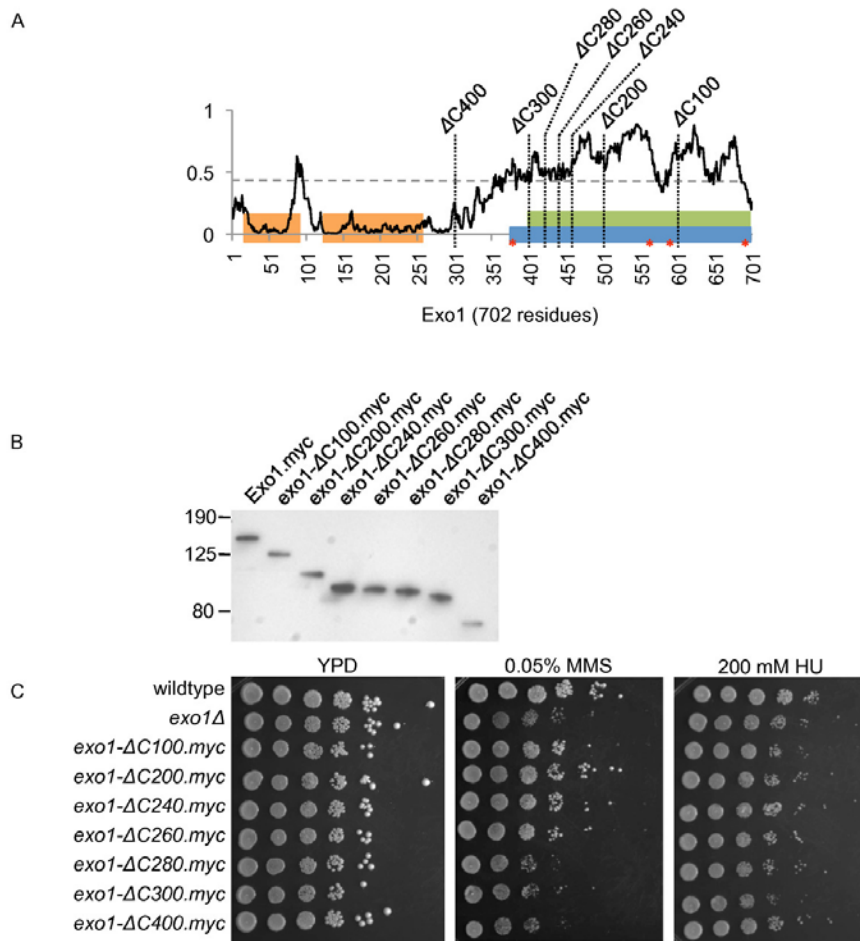 A
ΔC280
ΔC260
ΔC240
ΔC400
ΔC300
ΔC200
ΔC100
1
0.5
0
1
51
101
151
201
251
301
351
401
451
501
551
601
651
701
* * * *
Exo1 (702 residues)
B
Exo1.myc
exo1-ΔC100.myc
exo1-ΔC200.myc
exo1-ΔC240.myc
exo1-ΔC260.myc
exo1-ΔC280.myc
exo1-ΔC300.myc
exo1-ΔC400.myc
190
125
80
C
YPD
0.05% MMS
200 mM HU
wildtype
exo1Δ
exo1-ΔC100.myc
exo1-ΔC200.myc
exo1-ΔC240.myc
exo1-ΔC260.myc
exo1-ΔC280.myc
exo1-ΔC300.myc
exo1-ΔC400.myc